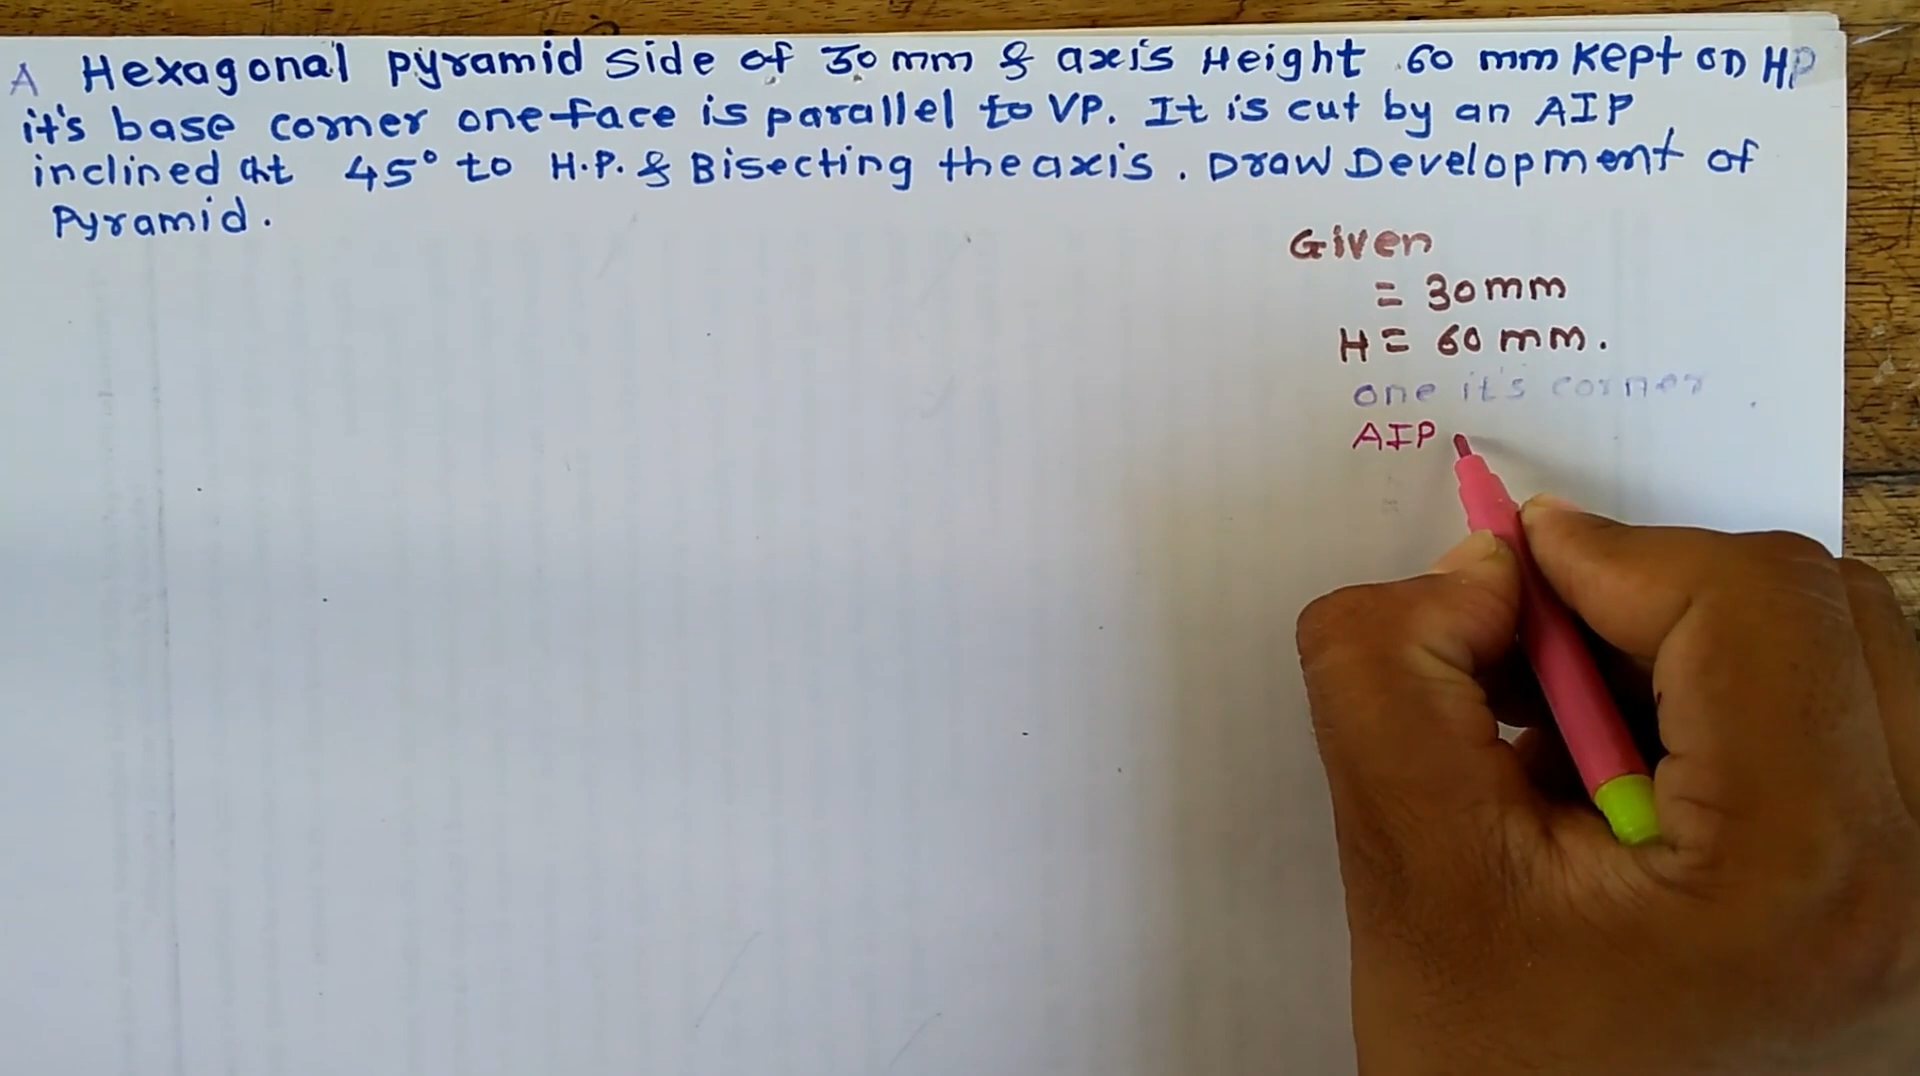 A Hexagonal pyramid side of 30 mm & axis Height 60 mm kept on HP
it's base corner one face is parallel to VP. It is cut by an AIP
inclined at 45° to H.P. & Bisecting the axis. Draw Development of
Pyramid.
Given
= 30mm
H = 60 mm.
one it's corner
AIP